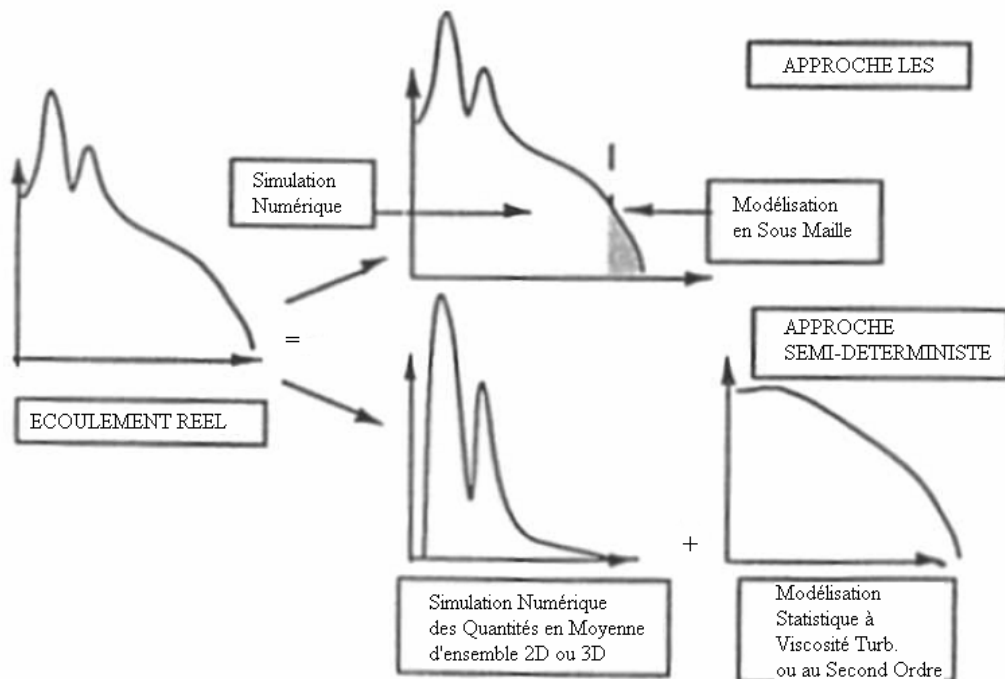 APPROCHE LES
Simulation
Numérique
Modélisation
en Sous Maille
=
ECOULEMENT REEL
APPROCHE
SEMI-DETERMINISTE
+
Simulation Numérique
des Quantités en Moyenne
d'ensemble 2D ou 3D
Modélisation
Statistique à
Viscosité Turb.
ou au Second Ordre